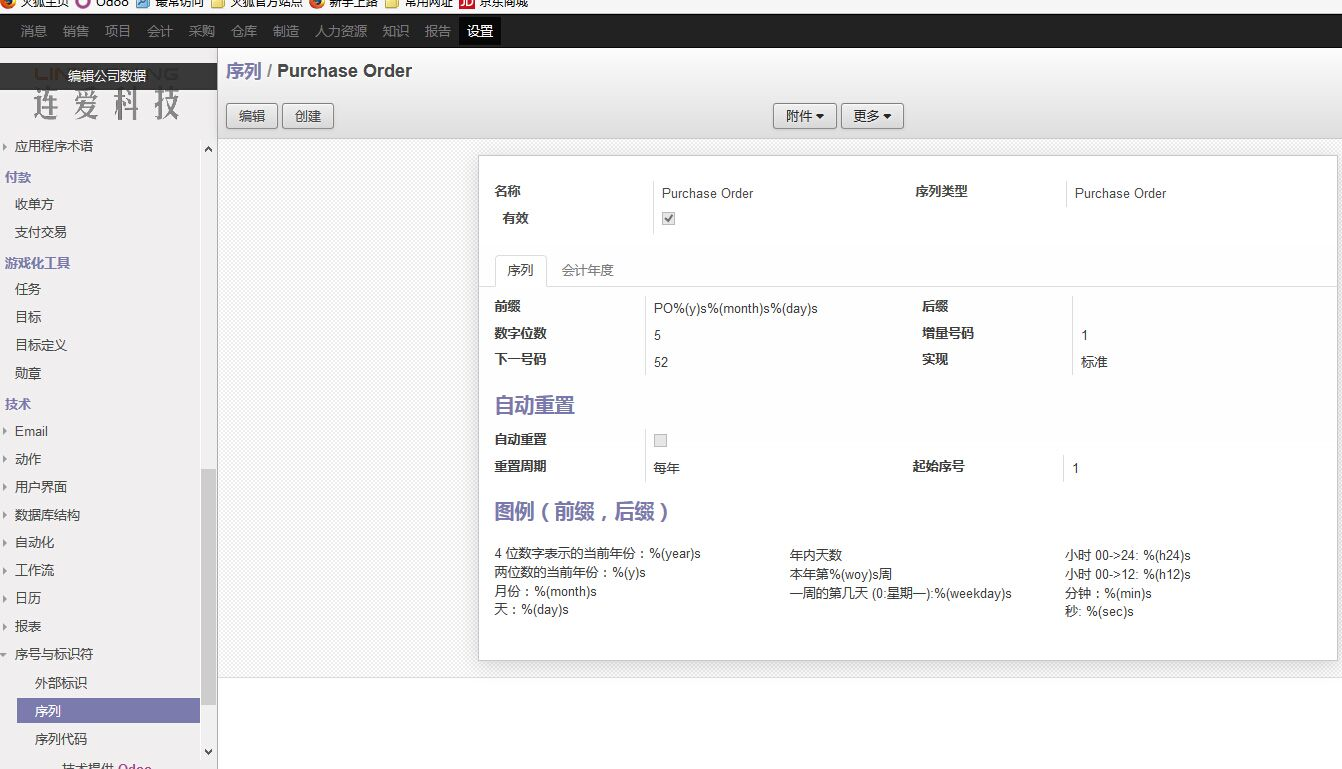 火狐主页 Od88 最常访问 火狐官方站点 新手上路 常用网址 JD 京东商城
消息 销售 项目 会计 采购 仓库 制造 人力资源 知识 报告 设置
编辑公司数据
连爱科技
序列 / Purchase Order
编辑 创建 附件 更多
应用程序术语
付款
收单方
支付交易
游戏化工具
任务
目标
目标定义
勋章
技术
Email
动作
用户界面
数据库结构
自动化
工作流
日历
报表
序号与标识符
外部标识
序列
序列代码
技术提供 Odoo
名称 Purchase Order 序列类型 Purchase Order
有效
序列 会计年度
前缀 PO%(y)s%(month)s%(day)s 后缀
数字位数 5 增量号码 1
下一号码 52 实现 标准
自动重置
自动重置
重置周期 每年 起始序号 1
图例（前缀，后缀）
4 位数字表示的当前年份：%(year)s 年内天数 小时 00->24: %(h24)s
两位数的当前年份：%(y)s 本年第%(woy)s周 小时 00->12: %(h12)s
月份：%(month)s 一周的第几天 (0:星期一):%(weekday)s 分钟：%(min)s
天：%(day)s 秒: %(sec)s